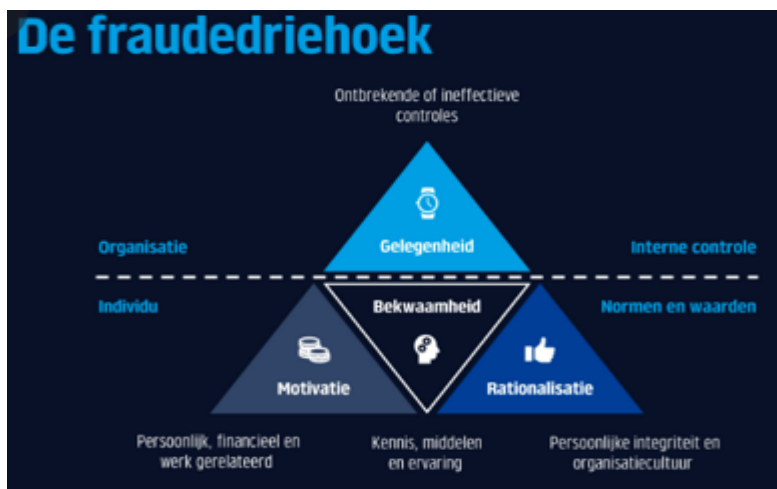 De fraudedriehoek
Ontbrekende of ineffectieve
controles
Gelegenheid
Organisatie
Interne controle
Individu
Bekwaamheid
Normen en waarden
Motivatie
Rationalisatie
Persoonlijk, financieel en
werk gerelateerd
Kennis, middelen
en ervaring
Persoonlijke integriteit en
organisatiecultuur